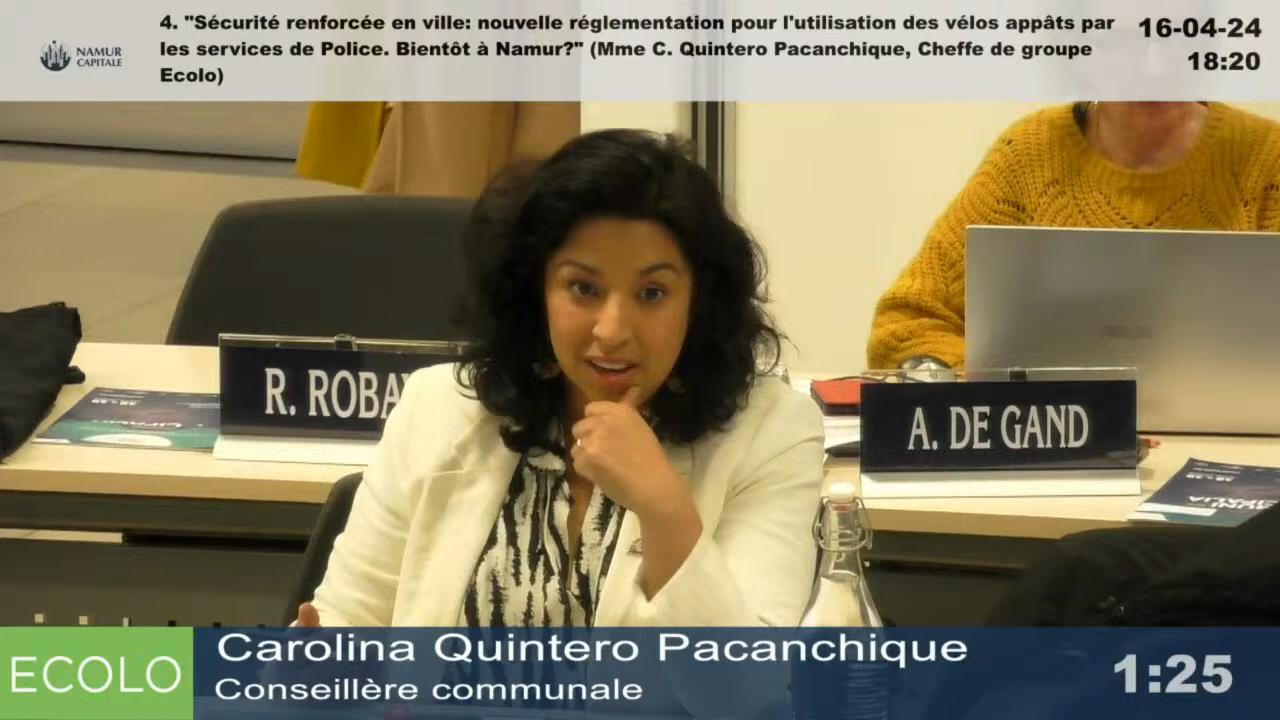 NAMUR
CAPITALE
4. "Sécurité renforcée en ville: nouvelle réglementation pour l'utilisation des vélos appâts par
les services de Police. Bientôt à Namur?" (Mme C. Quintero Pacanchique, Cheffe de groupe
Ecolo)
16-04-24
18:20
R. ROBA
A. DE GAND
ECOLO
Carolina Quintero Pacanchique
Conseillère communale
1:25